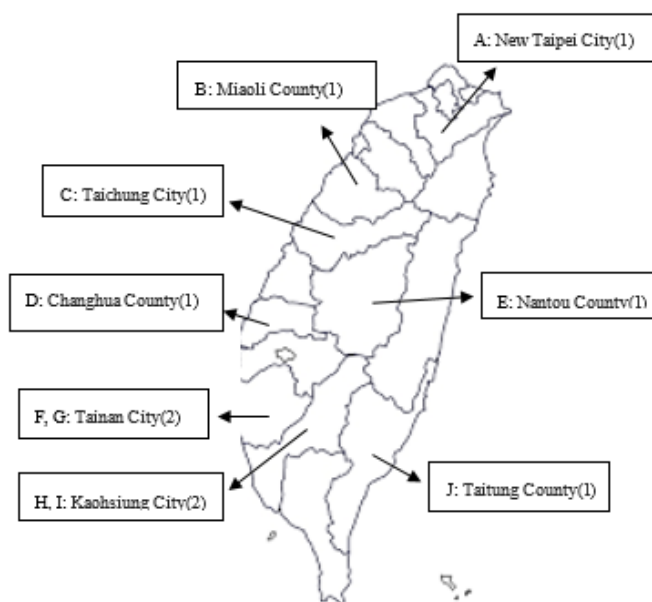 A: New Taipei City(1)
B: Miaoli County(1)
C: Taichung City(1)
D: Changhua County(1)
E: Nantou County(1)
F, G: Tainan City(2)
H, I: Kaohsiung City(2)
J: Taitung County(1)